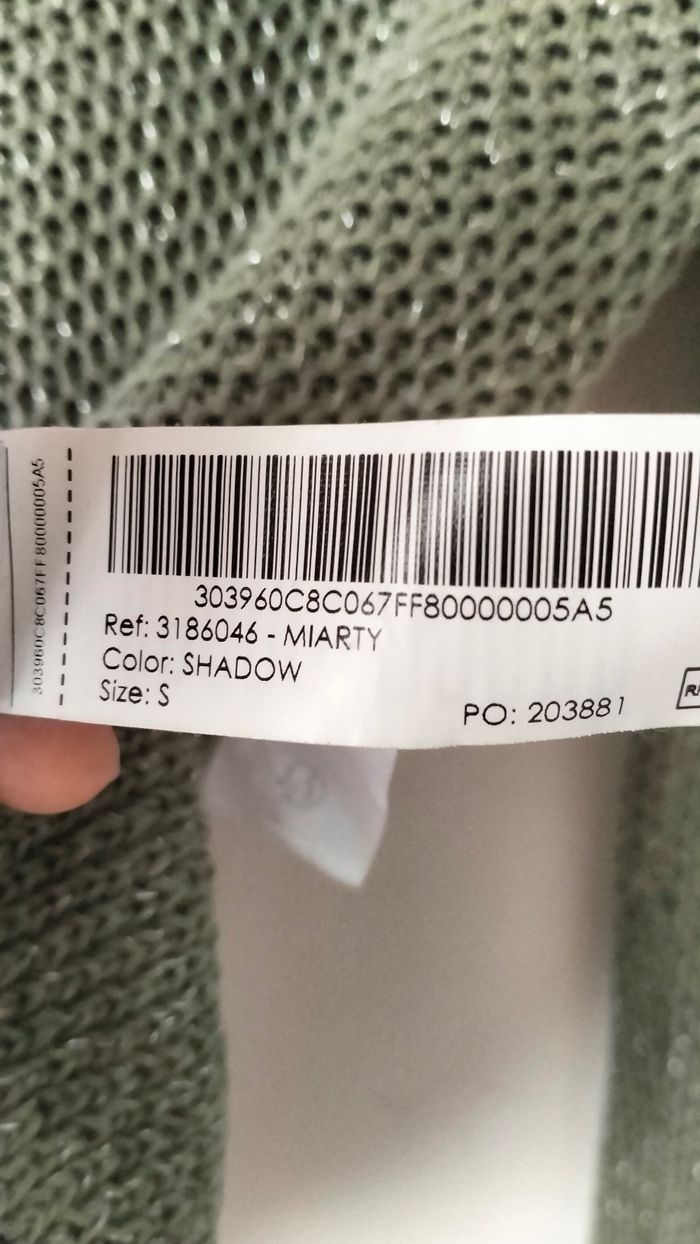 303960C8C067FF80000005A5
303960C8C067FF80000005A5
Ref: 3186046 - MIARTY
Color: SHADOW
Size: S
PO: 203881